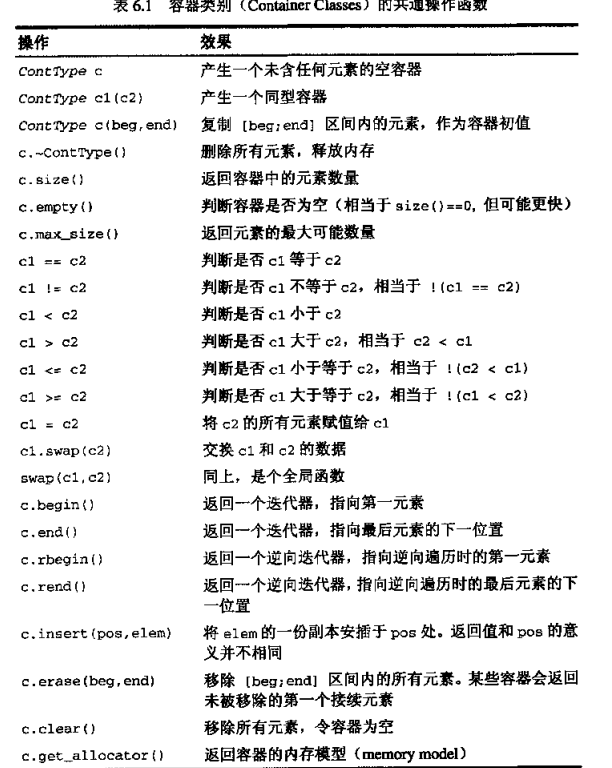 表 6.1 容器类别（Container Classes）的共通操作函数
操作 效果
ContType c 产生一个未含任何元素的空容器
ContType c1(c2) 产生一个同型容器
ContType c(beg,end) 复制 [beg;end] 区间内的元素，作为容器初值
c.~ContType() 删除所有元素，释放内存
c.size() 返回容器中的元素数量
c.empty() 判断容器是否为空（相当于 size()==0，但可能更快）
c.max_size() 返回元素的最大可能数量
c1 == c2 判断是否 c1 等于 c2
c1 != c2 判断是否 c1 不等于 c2，相当于 !(c1 == c2)
c1 < c2 判断是否 c1 小于 c2
c1 > c2 判断是否 c1 大于 c2，相当于 c2 < c1
c1 <= c2 判断是否 c1 小于等于 c2，相当于 !(c2 < c1)
c1 >= c2 判断是否 c1 大于等于 c2，相当于 !(c1 < c2)
c1 = c2 将 c2 的所有元素赋值给 c1
c1.swap(c2) 交换 c1 和 c2 的数据
swap(c1,c2) 同上，是个全局函数
c.begin() 返回一个迭代器，指向第一元素
c.end() 返回一个迭代器，指向最后元素的下一位置
c.rbegin() 返回一个逆向迭代器，指向逆向遍历时的第一元素
c.rend() 返回一个逆向迭代器，指向逆向遍历时的最后元素的下
一位置
c.insert(pos,elem) 将 elem 的一份副本安插于 pos 处。返回值和 pos 的意
义并不相同
c.erase(beg,end) 移除 [beg;end] 区间内的所有元素。某些容器会返回
未被移除的第一个接续元素
c.clear() 移除所有元素，令容器为空
c.get_allocator() 返回容器的内存模型（memory model）